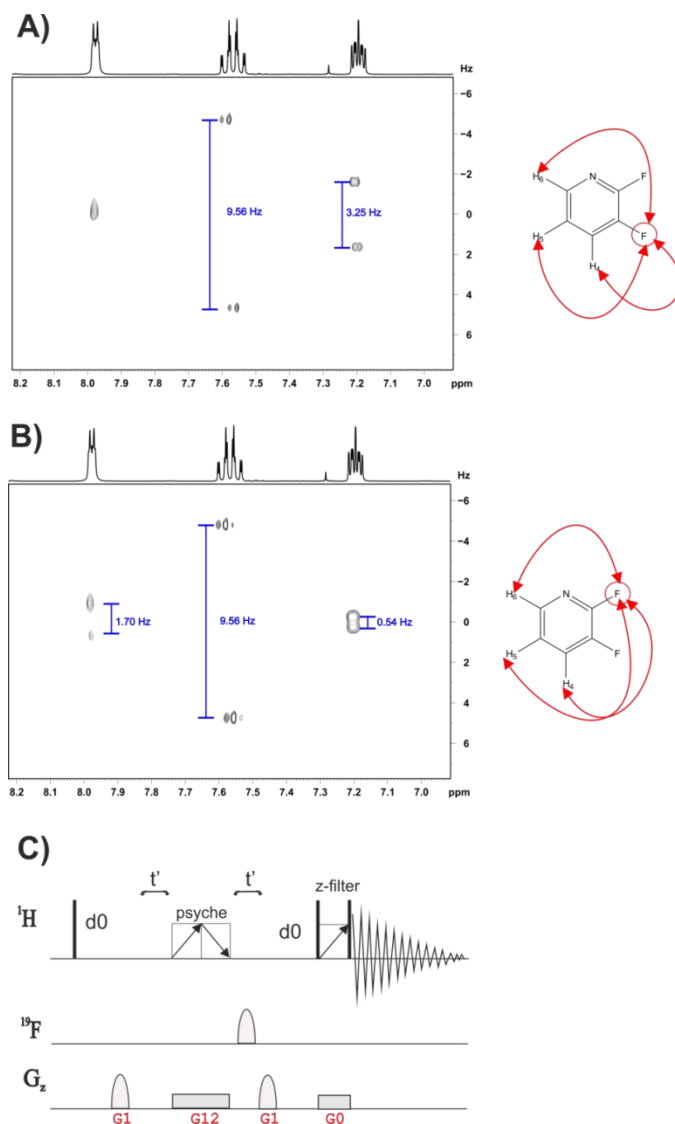 A)
Hz
-6
-4
-2
0
2
4
6
9.56 Hz
3.25 Hz
8.2 8.1 8.0 7.9 7.8 7.7 7.6 7.5 7.4 7.3 7.2 7.1 7.0 ppm
H6 N F
H5 F
H4
B)
Hz
-6
-4
-2
0
2
4
6
1.70 Hz
9.56 Hz
0.54 Hz
8.2 8.1 8.0 7.9 7.8 7.7 7.6 7.5 7.4 7.3 7.2 7.1 7.0 ppm
H6 N F
H5 F
H4
C)
t' t' z-filter
¹H d0 psyche d0
¹⁹F
Gz
G1 G12 G1 G0